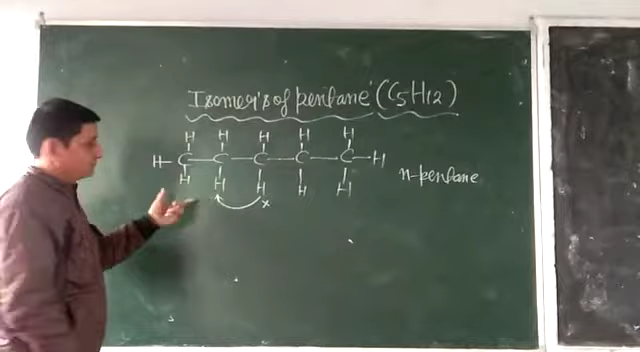 Isomer's of pentane (C5H12)
H H H H H
H-C-C-C-C-C-H
H H H H H
n-pentane
x